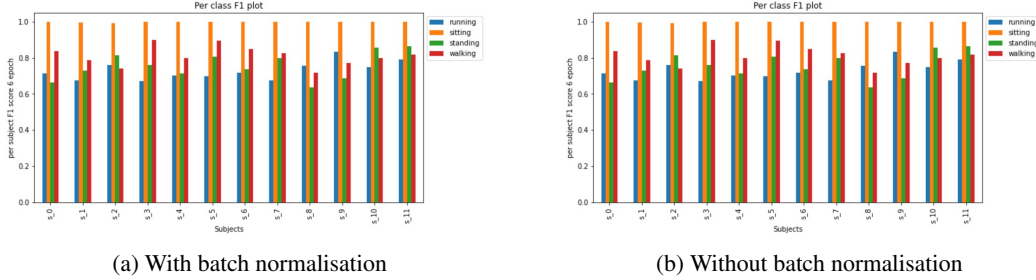 Per class F1 plot
per subject F1 score 6 epoch
1.0
0.8
0.6
0.4
0.2
0.0
running
sitting
standing
walking
s_0
s_1
s_2
s_3
s_4
s_5
s_6
s_7
s_8
s_9
s_10
s_11
Subjects
(a) With batch normalisation
Per class F1 plot
per subject F1 score 6 epoch
1.0
0.8
0.6
0.4
0.2
0.0
running
sitting
standing
walking
s_0
s_1
s_2
s_3
s_4
s_5
s_6
s_7
s_8
s_9
s_10
s_11
Subjects
(b) Without batch normalisation